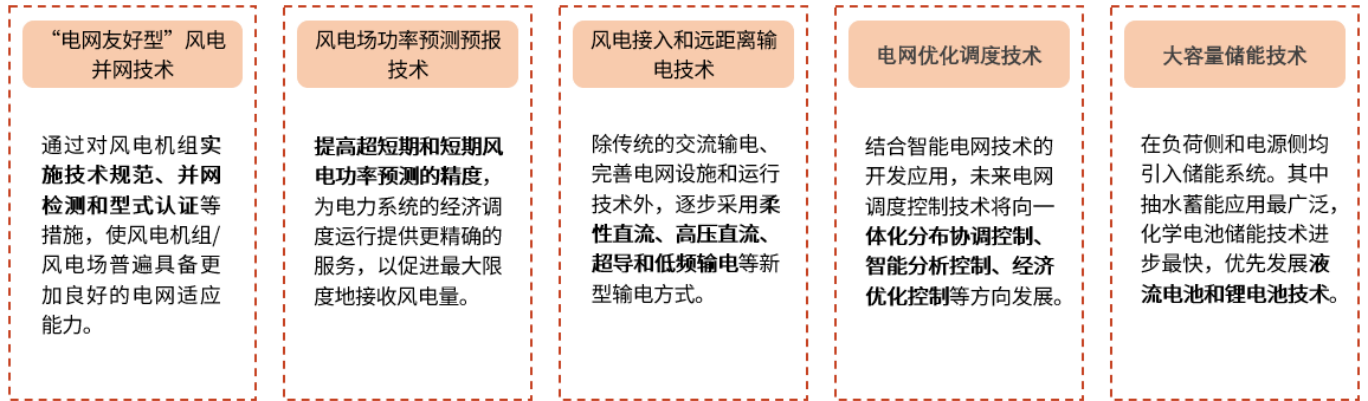 “电网友好型”风电
并网技术
通过对风电机组实
施技术规范、并网
检测和型式认证等
措施，使风电机组/
风电场普遍具备更
加良好的电网适应
能力。
风电场功率预测预报
技术
提高超短期和短期风
电功率预测的精度，
为电力系统的经济调
度运行提供更精确的
服务，以促进最大限
度地接收风电量。
风电接入和远距离输
电技术
除传统的交流输电、
完善电网设施和运行
技术外，逐步采用柔
性直流、高压直流、
超导和低频输电等新
型输电方式。
电网优化调度技术
结合智能电网技术的
开发应用，未来电网
调度控制技术将向一
体化分布协调控制、
智能分析控制、经济
优化控制等方向发展。
大容量储能技术
在负荷侧和电源侧均
引入储能系统。其中
抽水蓄能应用最广泛，
化学电池储能技术进
步最快，优先发展液
流电池和锂电池技术。